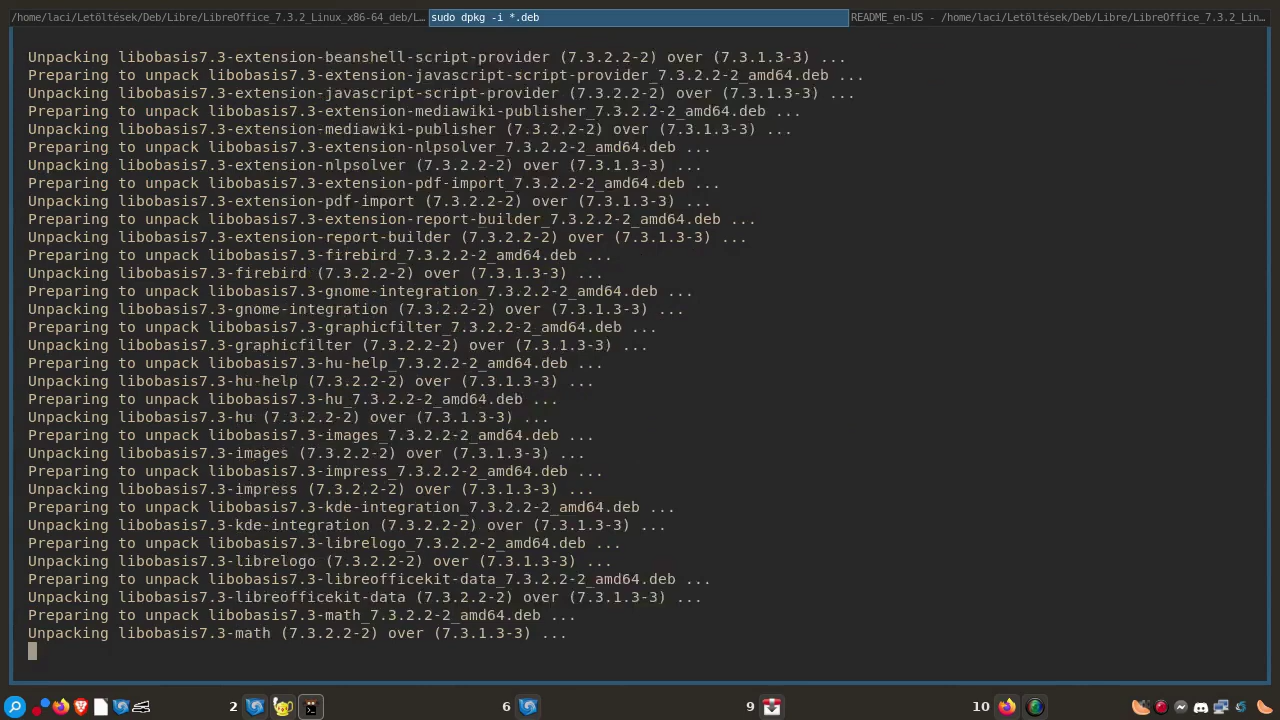 /home/laci/Letöltések/Deb/Libre/LibreOffice_7.3.2_Linux_x86-64_deb/L...
sudo dpkg -i *.deb
README_en-US - /home/laci/Letöltések/Deb/Libre/LibreOffice_7.3.2_Lin...
Unpacking libobasis7.3-extension-beanshell-script-provider (7.3.2.2-2) over (7.3.1.3-3) ...
Preparing to unpack libobasis7.3-extension-javascript-script-provider_7.3.2.2-2_amd64.deb ...
Unpacking libobasis7.3-extension-javascript-script-provider (7.3.2.2-2) over (7.3.1.3-3) ...
Preparing to unpack libobasis7.3-extension-mediawiki-publisher_7.3.2.2-2_amd64.deb ...
Unpacking libobasis7.3-extension-mediawiki-publisher (7.3.2.2-2) over (7.3.1.3-3) ...
Preparing to unpack libobasis7.3-extension-nlpsolver_7.3.2.2-2_amd64.deb ...
Unpacking libobasis7.3-extension-nlpsolver (7.3.2.2-2) over (7.3.1.3-3) ...
Preparing to unpack libobasis7.3-extension-pdf-import_7.3.2.2-2_amd64.deb ...
Unpacking libobasis7.3-extension-pdf-import (7.3.2.2-2) over (7.3.1.3-3) ...
Preparing to unpack libobasis7.3-extension-report-builder_7.3.2.2-2_amd64.deb ...
Unpacking libobasis7.3-extension-report-builder (7.3.2.2-2) over (7.3.1.3-3) ...
Preparing to unpack libobasis7.3-firebird_7.3.2.2-2_amd64.deb ...
Unpacking libobasis7.3-firebird (7.3.2.2-2) over (7.3.1.3-3) ...
Preparing to unpack libobasis7.3-gnome-integration_7.3.2.2-2_amd64.deb ...
Unpacking libobasis7.3-gnome-integration (7.3.2.2-2) over (7.3.1.3-3) ...
Preparing to unpack libobasis7.3-graphicfilter_7.3.2.2-2_amd64.deb ...
Unpacking libobasis7.3-graphicfilter (7.3.2.2-2) over (7.3.1.3-3) ...
Preparing to unpack libobasis7.3-hu-help_7.3.2.2-2_amd64.deb ...
Unpacking libobasis7.3-hu-help (7.3.2.2-2) over (7.3.1.3-3) ...
Preparing to unpack libobasis7.3-hu_7.3.2.2-2_amd64.deb ...
Unpacking libobasis7.3-hu (7.3.2.2-2) over (7.3.1.3-3) ...
Preparing to unpack libobasis7.3-images_7.3.2.2-2_amd64.deb ...
Unpacking libobasis7.3-images (7.3.2.2-2) over (7.3.1.3-3) ...
Preparing to unpack libobasis7.3-impress_7.3.2.2-2_amd64.deb ...
Unpacking libobasis7.3-impress (7.3.2.2-2) over (7.3.1.3-3) ...
Preparing to unpack libobasis7.3-kde-integration_7.3.2.2-2_amd64.deb ...
Unpacking libobasis7.3-kde-integration (7.3.2.2-2) over (7.3.1.3-3) ...
Preparing to unpack libobasis7.3-librelogo_7.3.2.2-2_amd64.deb ...
Unpacking libobasis7.3-librelogo (7.3.2.2-2) over (7.3.1.3-3) ...
Preparing to unpack libobasis7.3-libreofficekit-data_7.3.2.2-2_amd64.deb ...
Unpacking libobasis7.3-libreofficekit-data (7.3.2.2-2) over (7.3.1.3-3) ...
Preparing to unpack libobasis7.3-math_7.3.2.2-2_amd64.deb ...
Unpacking libobasis7.3-math (7.3.2.2-2) over (7.3.1.3-3) ...
2 6 9 10